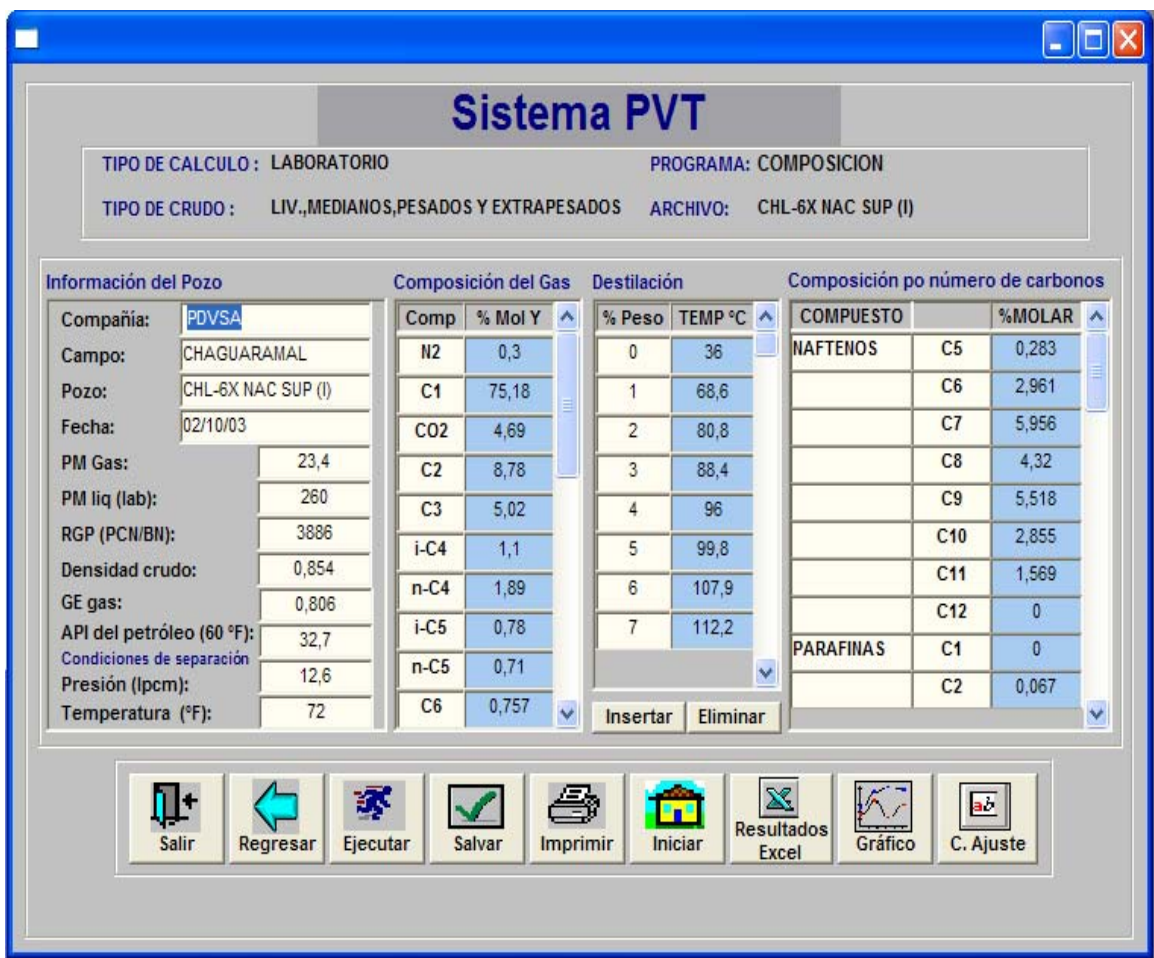 Sistema PVT
TIPO DE CALCULO : LABORATORIO PROGRAMA: COMPOSICION
TIPO DE CRUDO : LIV.,MEDIANOS,PESADOS Y EXTRAPESADOS ARCHIVO: CHL-6X NAC SUP (I)
Información del Pozo
Compañía: PDVSA
Campo: CHAGUARAMAL
Pozo: CHL-6X NAC SUP (I)
Fecha: 02/10/03
PM Gas: 23,4
PM liq (lab): 260
RGP (PCN/BN): 3886
Densidad crudo: 0,854
GE gas: 0,806
API del petróleo (60 ºF): 32,7
Condiciones de separación
Presión (lpcm): 12,6
Temperatura (ºF): 72
Composición del Gas
Comp % Mol Y
N2 0,3
C1 75,18
CO2 4,69
C2 8,78
C3 5,02
i-C4 1,1
n-C4 1,89
i-C5 0,78
n-C5 0,71
C6 0,757
Destilación
% Peso TEMP ºC
0 36
1 68,6
2 80,8
3 88,4
4 96
5 99,8
6 107,9
7 112,2
Insertar Eliminar
Composición po número de carbonos
COMPUESTO %MOLAR
NAFTENOS C5 0,283
C6 2,961
C7 5,956
C8 4,32
C9 5,518
C10 2,855
C11 1,569
C12 0
PARAFINAS C1 0
C2 0,067
Salir
Regresar
Ejecutar
Salvar
Imprimir
Iniciar
Resultados
Excel
Gráfico
ab
C. Ajuste